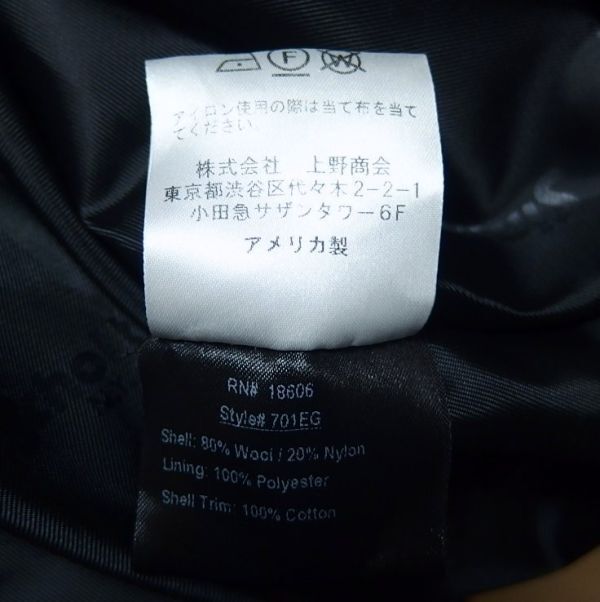 F W
アイロン使用の際は当て布を当て
てください。
株式会社　上野商会
東京都渋谷区代々木2-2-1
小田急サザンタワー6F
アメリカ製
RN# 18606
Style# 701EG
Shell: 80% Wool / 20% Nylon
Lining: 100% Polyester
Shell Trim: 100% Cotton